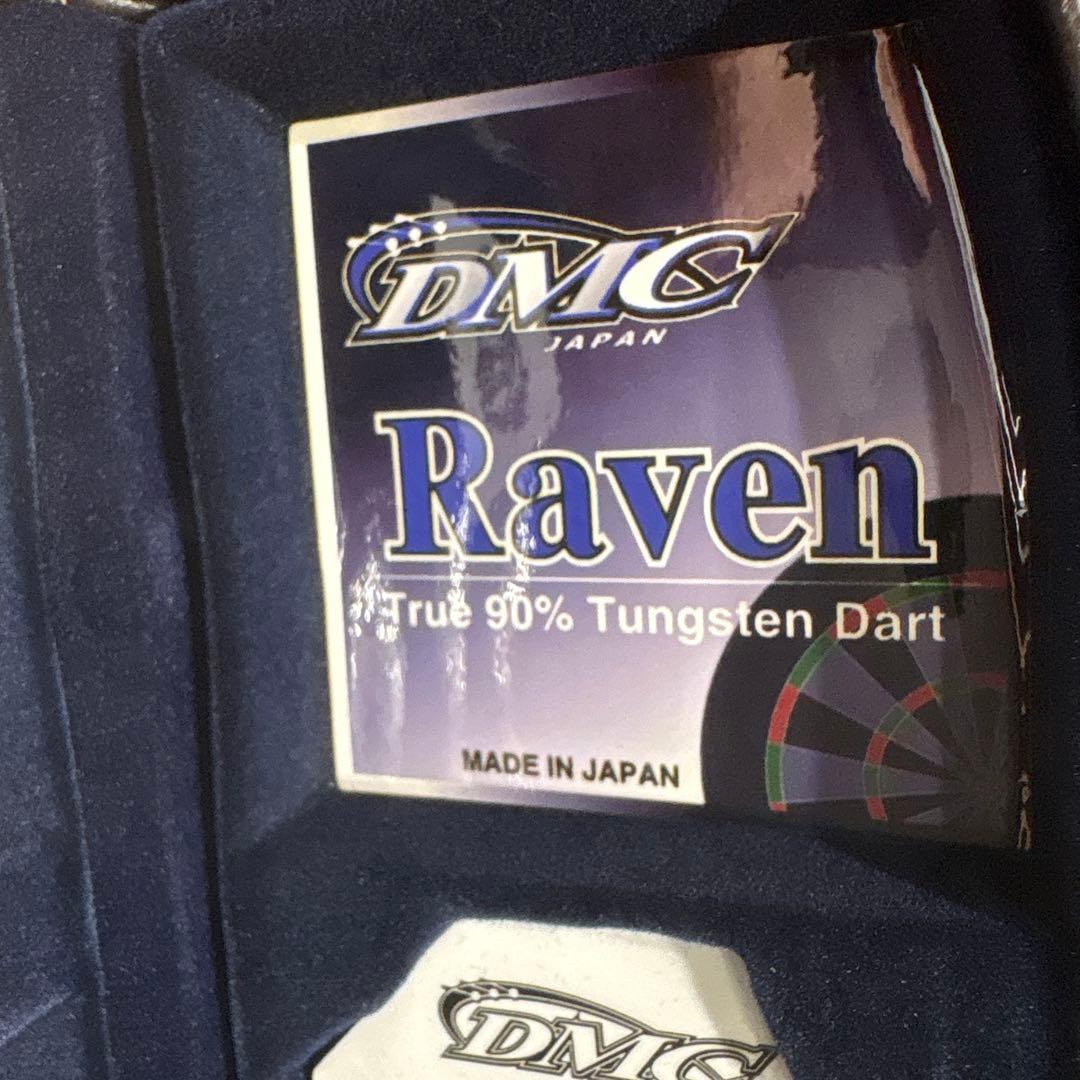 DMC
JAPAN
Raven
True 90% Tungsten Dart
MADE IN JAPAN
DMC